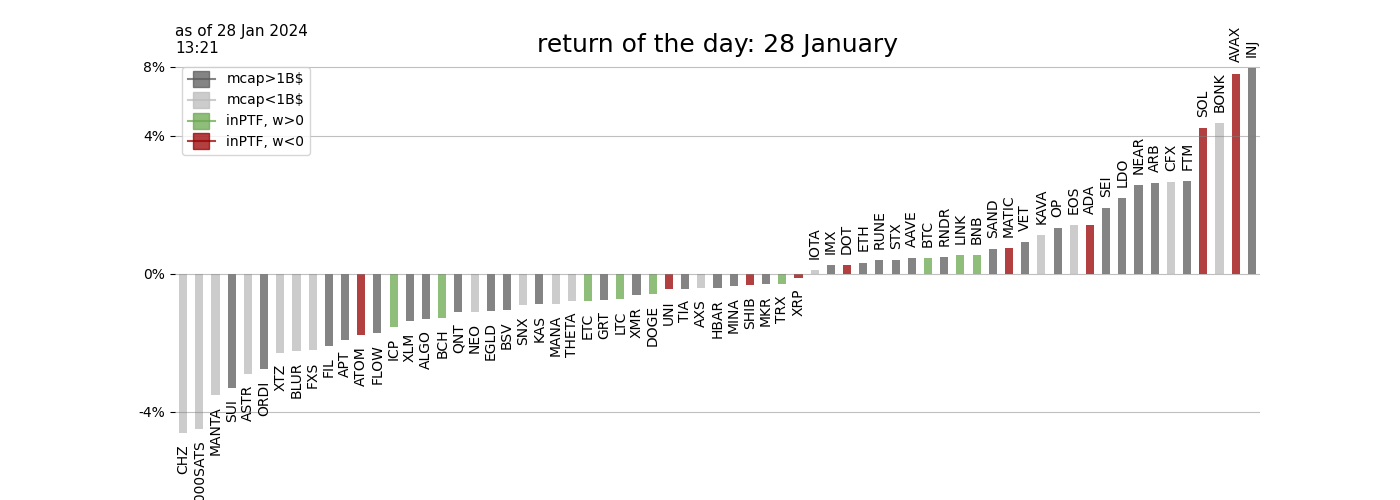 as of 28 Jan 2024
13:21
return of the day: 28 January
8%
4%
0%
-4%
mcap>1B$
mcap<1B$
inPTF, w>0
inPTF, w<0
CHZ
000SATS
MANTA
SUI
ASTR
ORDI
XTZ
BLUR
FXS
FIL
APT
ATOM
FLOW
ICP
XLM
ALGO
BCH
QNT
NEO
EGLD
BSV
SNX
KAS
MANA
THETA
ETC
GRT
LTC
XMR
DOGE
UNI
TIA
AXS
HBAR
MINA
SHIB
MKR
TRX
XRP
IOTA
IMX
DOT
ETH
RUNE
STX
AAVE
BTC
RNDR
LINK
BNB
SAND
MATIC
VET
KAVA
OP
EOS
ADA
SEI
LDO
NEAR
ARB
CFX
FTM
SOL
BONK
AVAX
INJ